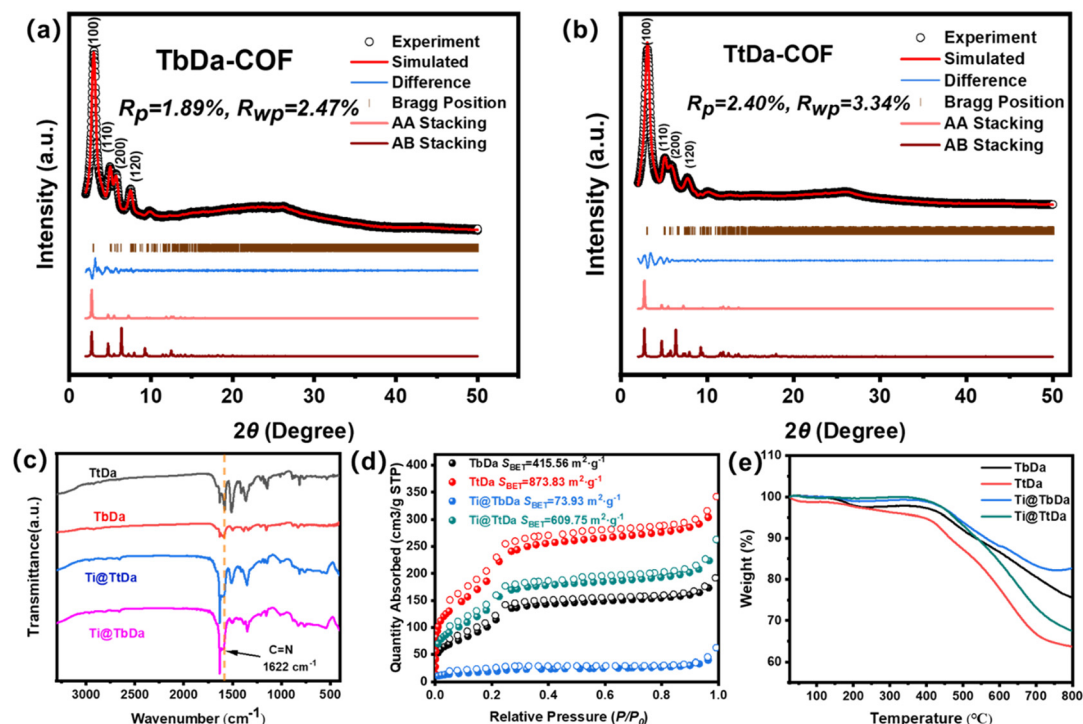 (a)
TbDa-COF
Rp=1.89%, Rwp=2.47%
(100)
(110)
(200)
(120)
Experiment
Simulated
Difference
Bragg Position
AA Stacking
AB Stacking
Intensity (a.u.)
0 10 20 30 40 50
2θ (Degree)
(b)
TtDa-COF
Rp=2.40%, Rwp=3.34%
(100)
(110)
(200)
(120)
Experiment
Simulated
Difference
Bragg Position
AA Stacking
AB Stacking
Intensity (a.u.)
0 10 20 30 40 50
2θ (Degree)
(c)
TtDa
TbDa
Ti@TtDa
Ti@TbDa
C=N
1622 cm⁻¹
Transmittance(a.u.)
3000 2500 2000 1500 1000 500
Wavenumber (cm⁻¹)
(d)
TbDa SBET=415.56 m²·g⁻¹
TtDa SBET=873.83 m²·g⁻¹
Ti@TbDa SBET=73.93 m²·g⁻¹
Ti@TtDa SBET=609.75 m²·g⁻¹
Quantity Absorbed (cm3/g STP)
400
350
300
250
200
150
100
50
0
0.0 0.2 0.4 0.6 0.8 1.0
Relative Pressure (P/P0)
(e)
TbDa
TtDa
Ti@TbDa
Ti@TtDa
Weight (%)
110
100
90
80
70
60
100 200 300 400 500 600 700 800
Temperature (°C)